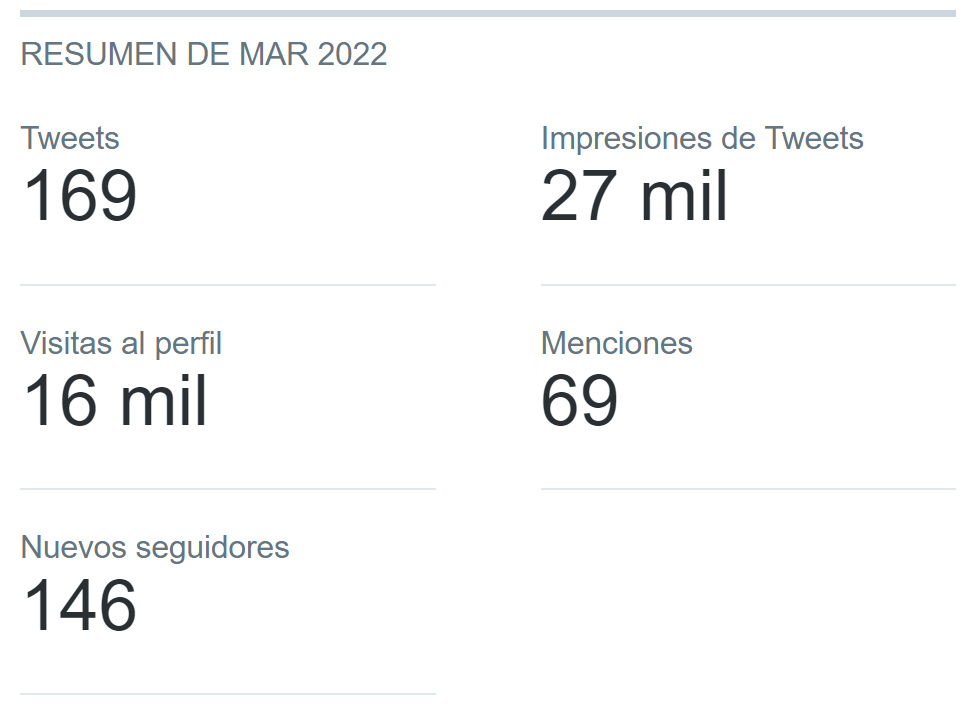 RESUMEN DE MAR 2022
Tweets
169
Impresiones de Tweets
27 mil
Visitas al perfil
16 mil
Menciones
69
Nuevos seguidores
146